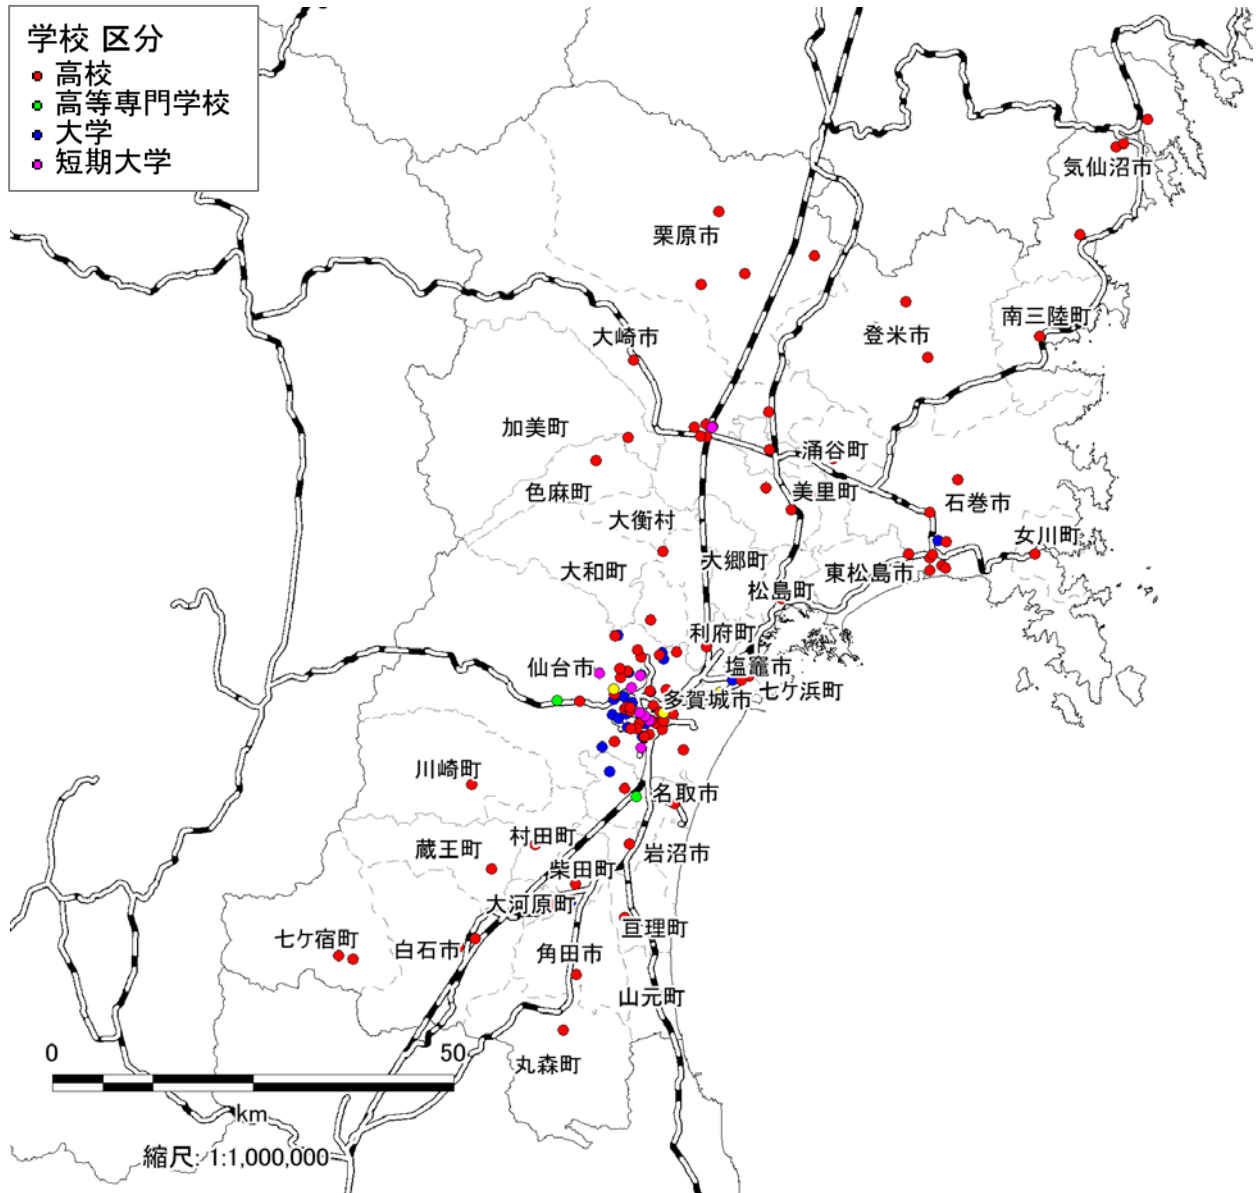 学校 区分
高校
高等専門学校
大学
短期大学
気仙沼市
栗原市
南三陸町
大崎市
登米市
加美町
涌谷町
色麻町
美里町
石巻市
大衡村
女川町
大郷町
大和町
東松島市
松島町
利府町
仙台市
塩竈市
七ケ浜町
多賀城市
川崎町
名取市
村田町
蔵王町
岩沼市
柴田町
大河原町
亘理町
七ケ宿町
白石市
角田市
山元町
丸森町
0
50
km
縮尺: 1:1,000,000